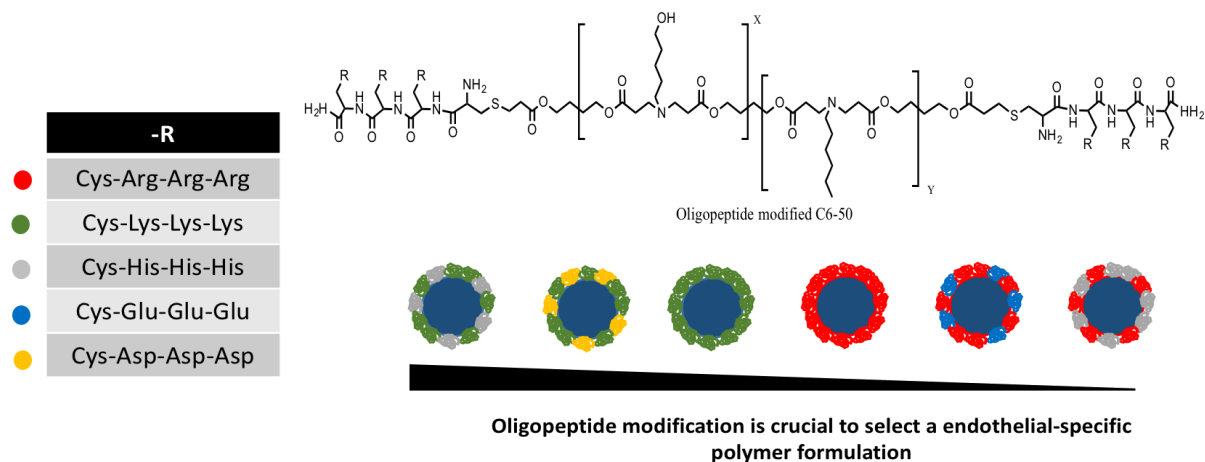 OH
X
R
R
R
NH₂
O
O
O
O
H₂N
H
N
H
N
H
N
S
O
O
O
N
O
O
O
O
N
O
O
O
S
NH₂
H
N
H
N
H
N
NH₂
O
O
O
O
O
R
R
R
Y
Oligopeptide modified C6-50
-R
Cys-Arg-Arg-Arg
Cys-Lys-Lys-Lys
Cys-His-His-His
Cys-Glu-Glu-Glu
Cys-Asp-Asp-Asp
Oligopeptide modification is crucial to select a endothelial-specific
polymer formulation